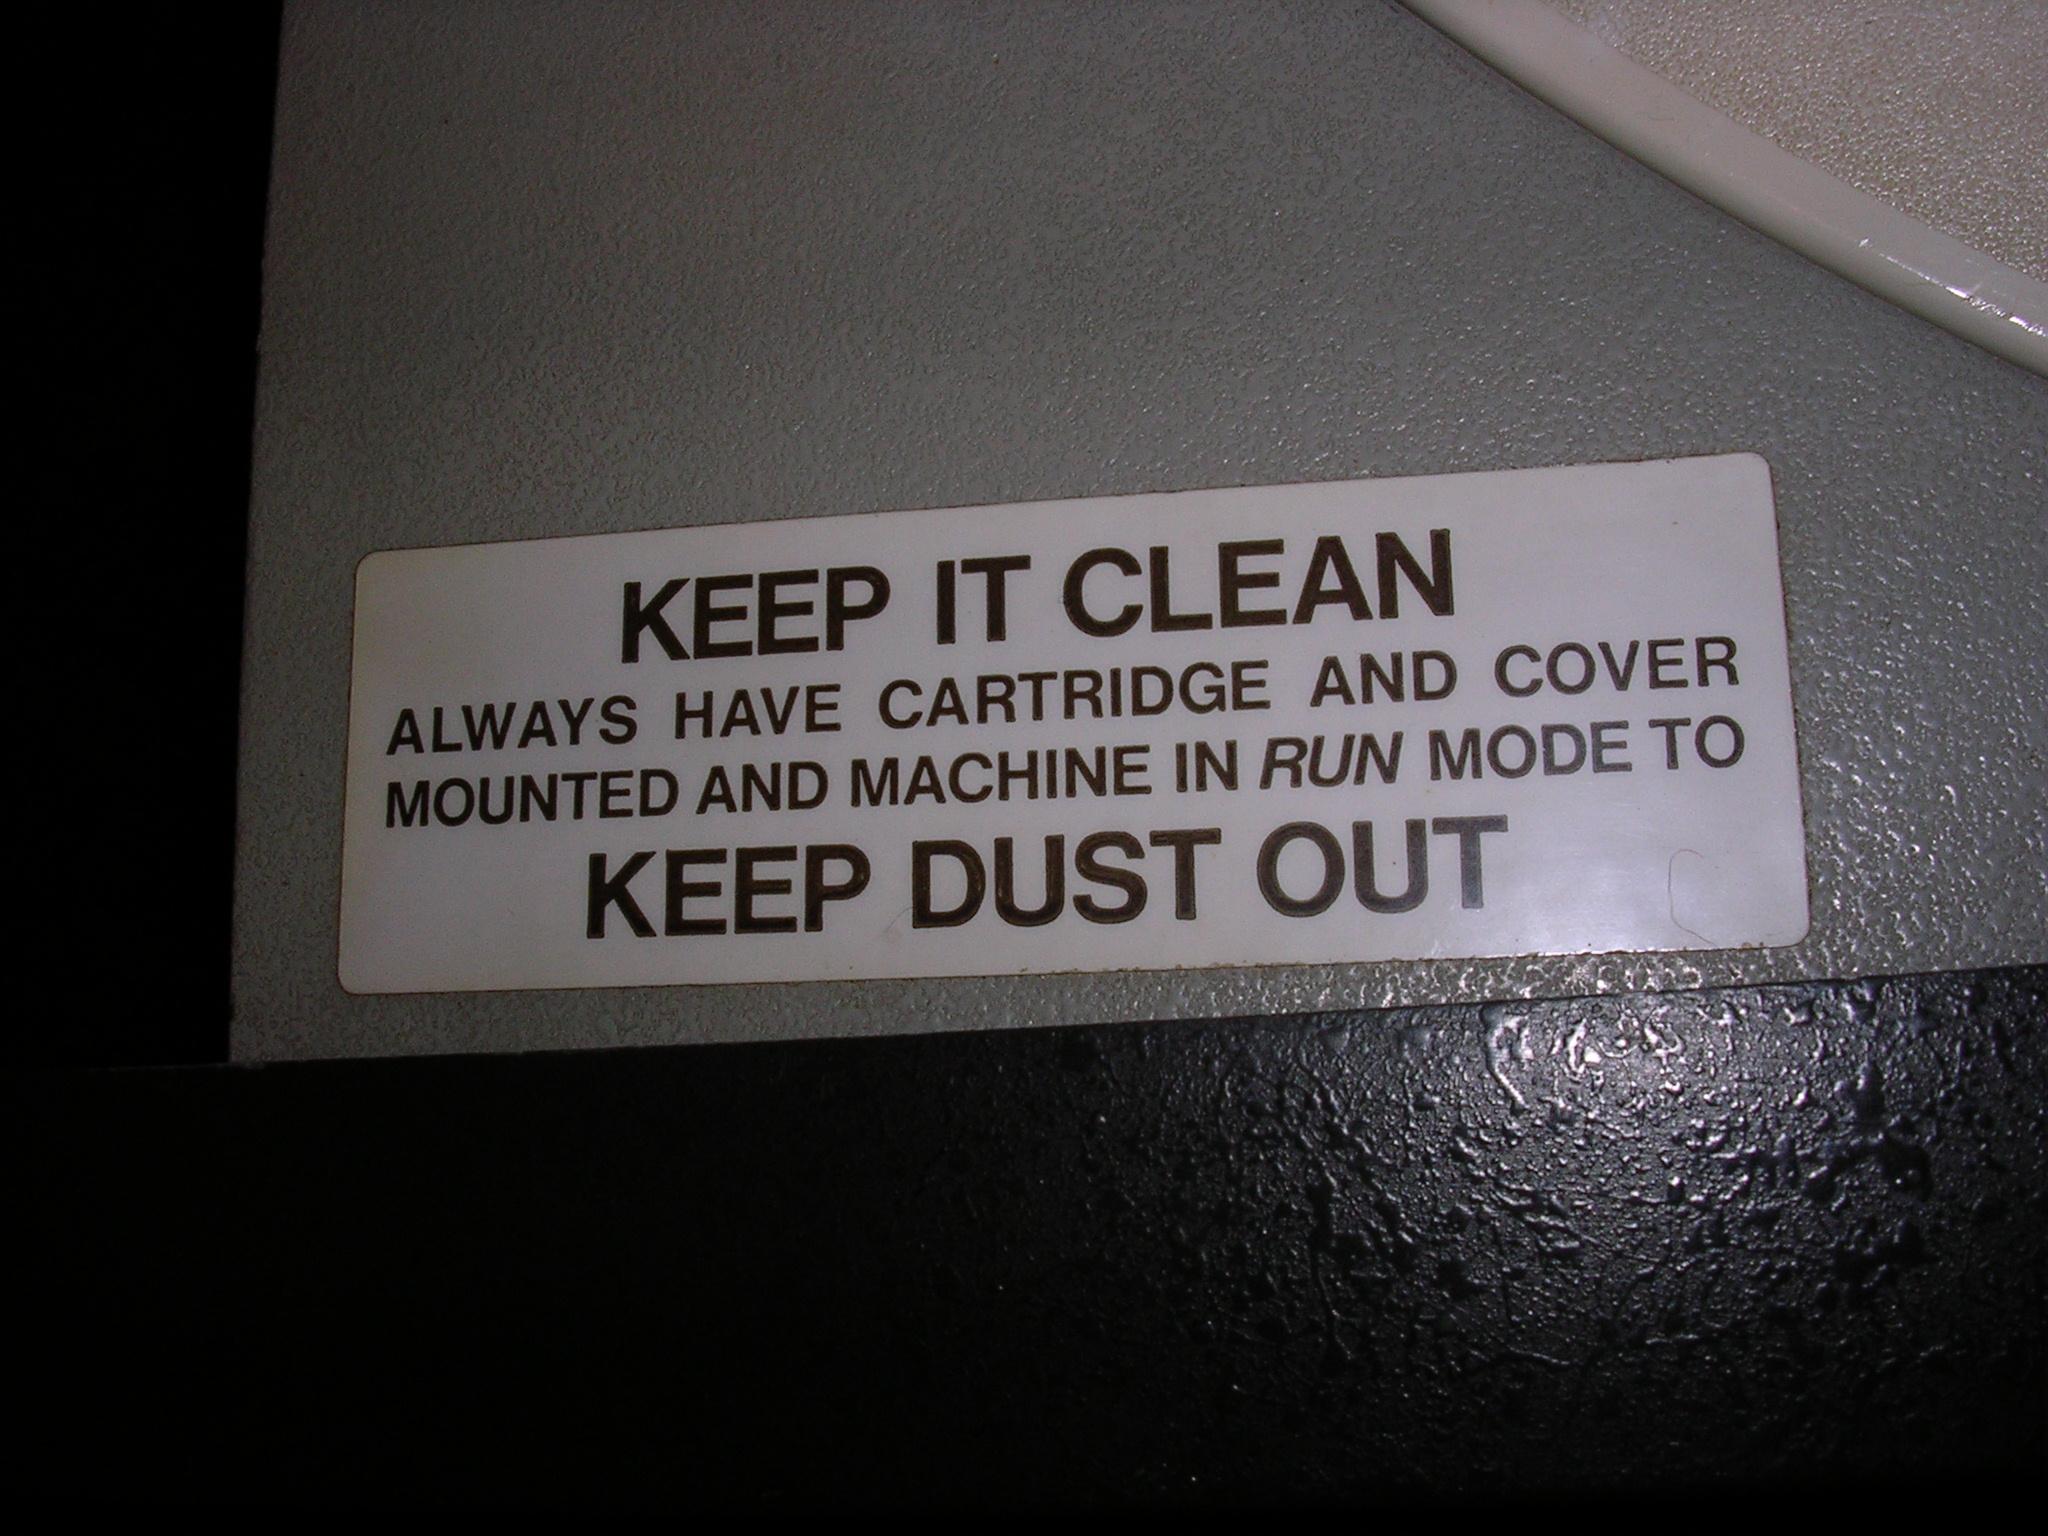 KEEP IT CLEAN
ALWAYS HAVE CARTRIDGE AND COVER
MOUNTED AND MACHINE IN RUN MODE TO
KEEP DUST OUT